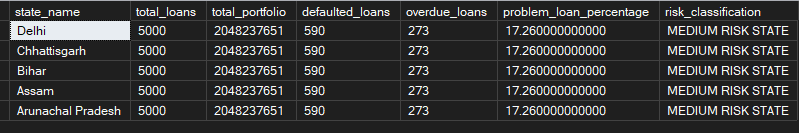 state_name total_loans total_portfolio defaulted_loans overdue_loans problem_loan_percentage risk_classification
Delhi 5000 2048237651 590 273 17.260000000000 MEDIUM RISK STATE
Chhattisgarh 5000 2048237651 590 273 17.260000000000 MEDIUM RISK STATE
Bihar 5000 2048237651 590 273 17.260000000000 MEDIUM RISK STATE
Assam 5000 2048237651 590 273 17.260000000000 MEDIUM RISK STATE
Arunachal Pradesh 5000 2048237651 590 273 17.260000000000 MEDIUM RISK STATE